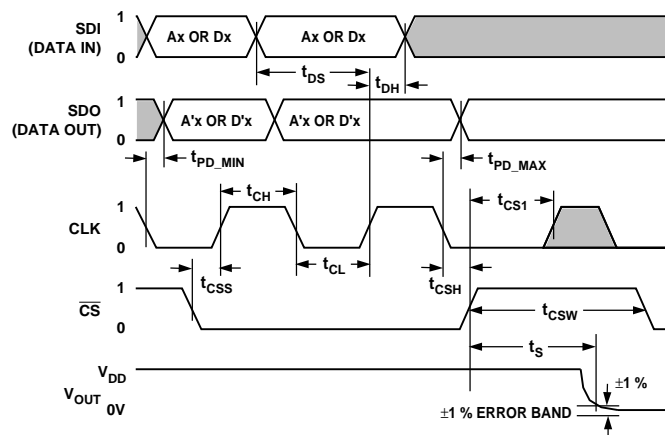 SDI
(DATA IN)
1
0
Ax OR Dx
Ax OR Dx
tDS
tDH
SDO
(DATA OUT)
1
0
A'x OR D'x
A'x OR D'x
tPD_MIN
tPD_MAX
tCH
tCS1
CLK
1
0
tCL
tCSS
tCSH
CS
1
0
tCSW
tS
VDD
VOUT
0V
±1 %
±1 % ERROR BAND